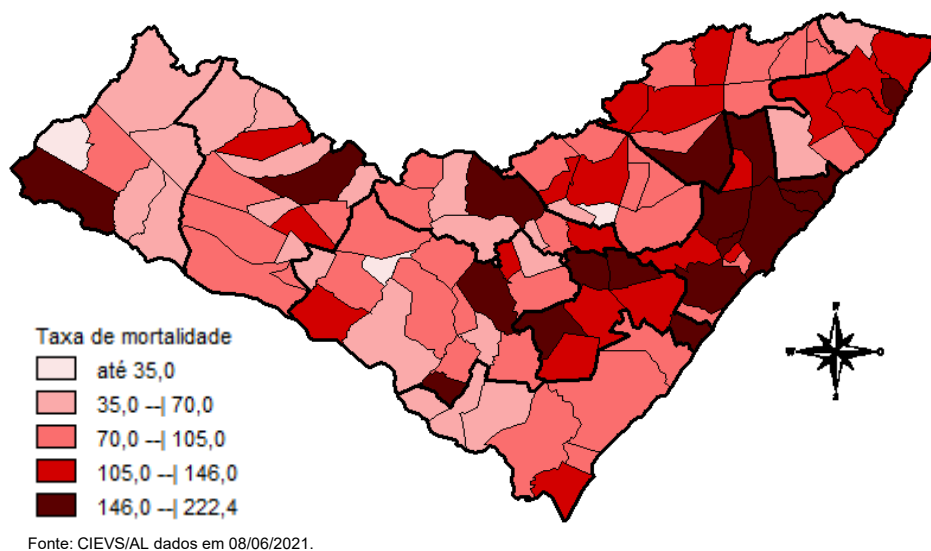 Taxa de mortalidade
até 35,0
35,0 --| 70,0
70,0 --| 105,0
105,0 --| 146,0
146,0 --| 222,4
Fonte: CIEVS/AL dados em 08/06/2021.